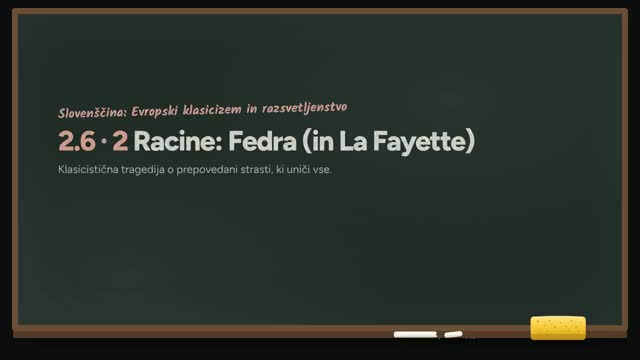 Slovenščina: Evropski klasicizem in razsvetljenstvo
2.6 · 2 Racine: Fedra (in La Fayette)
Klasicistična tragedija o prepovedani strasti, ki uniči vse.